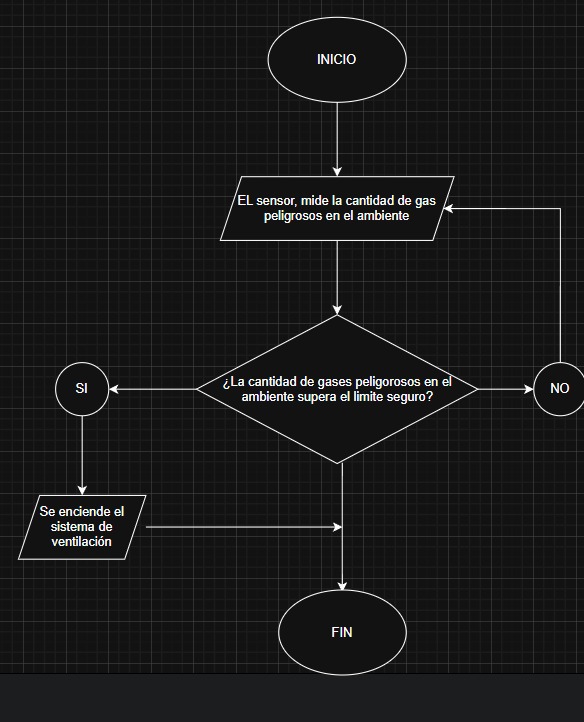 INICIO
EL sensor, mide la cantidad de gas
peligrosos en el ambiente
¿La cantidad de gases peligorosos en el
ambiente supera el limite seguro?
SI
NO
Se enciende el
sistema de
ventilación
FIN